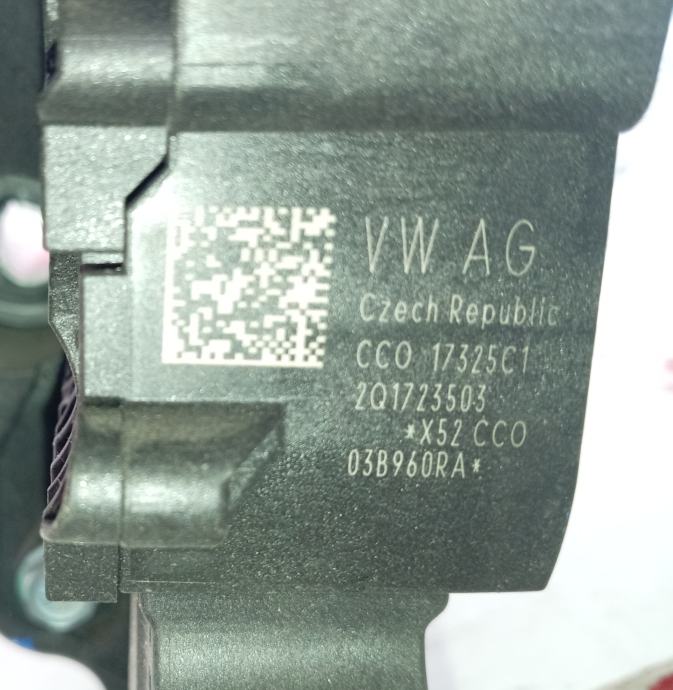 VW AG
Czech Republic
CCO 17325C1
2Q1723503
*X52 CCO
03B960RA*